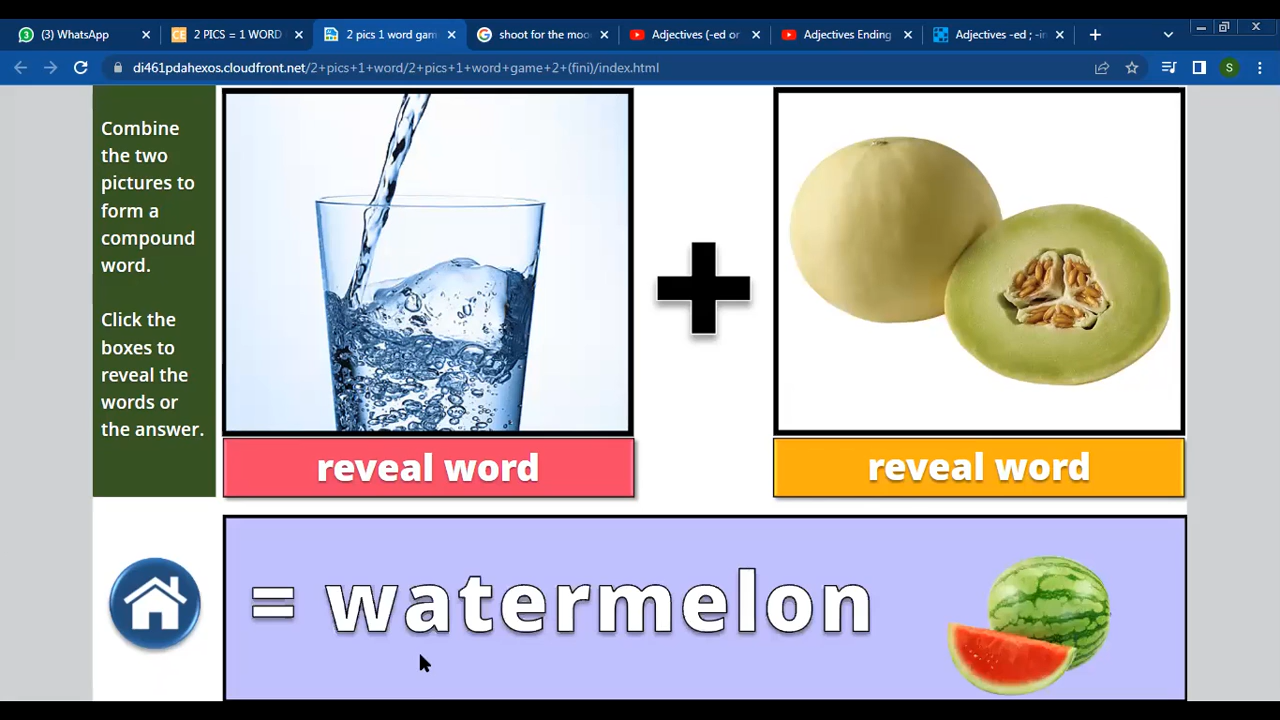 (3) WhatsApp
2 PICS = 1 WORD
2 pics 1 word gam
shoot for the moo
Adjectives (-ed or
Adjectives Ending
Adjectives -ed ; -in
di461pdahexos.cloudfront.net/2+pics+1+word/2+pics+1+word+game+2+(fini)/index.html
S
Combine
the two
pictures to
form a
compound
word.
Click the
boxes to
reveal the
words or
the answer.
+
reveal word
reveal word
= watermelon